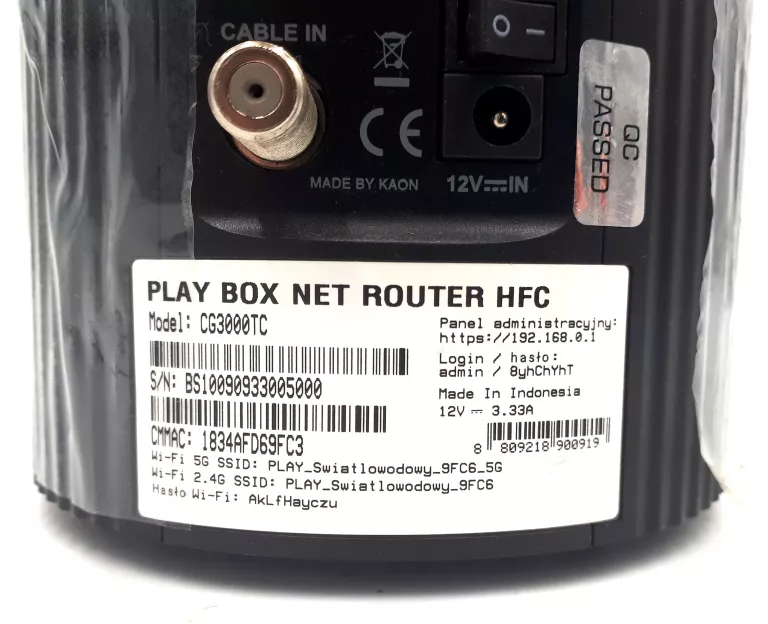 CABLE IN
O I
CE
MADE BY KAON
12V⎓IN
QC
PASSED
PLAY BOX NET ROUTER HFC
Model: CG3000TC
S/N: BS10090933005000
CMMAC: 1834AFD69FC3
Wi-Fi 5G SSID: PLAY_Swiatlowodowy_9FC6_5G
Wi-Fi 2.4G SSID: PLAY_Swiatlowodowy_9FC6
Hasło Wi-Fi: AkLfHayczu
Panel administracyjny:
https://192.168.0.1
Login / hasło:
admin / 8yhChYhT
Made In Indonesia
12V ⎓ 3.33A
8 809218 900919